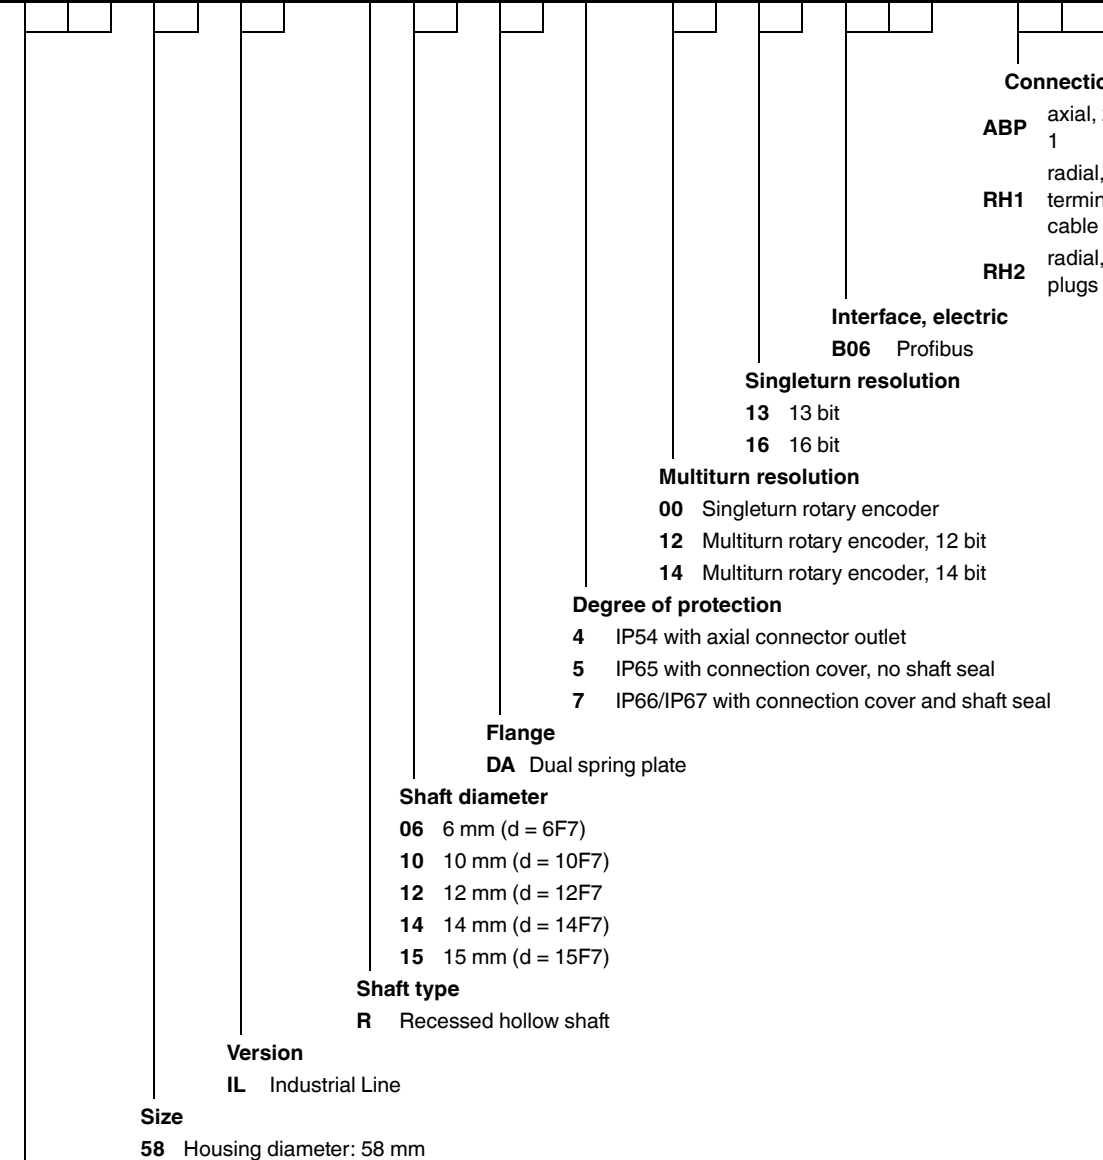 Connectio
ABP axial,
1
radial,
RH1 termin
cable
radial,
RH2
plugs
Interface, electric
B06 Profibus
Singleturn resolution
13 13 bit
16 16 bit
Multiturn resolution
00 Singleturn rotary encoder
12 Multiturn rotary encoder, 12 bit
14 Multiturn rotary encoder, 14 bit
Degree of protection
4 IP54 with axial connector outlet
5 IP65 with connection cover, no shaft seal
7 IP66/IP67 with connection cover and shaft seal
Flange
DA Dual spring plate
Shaft diameter
06 6 mm (d = 6F7)
10 10 mm (d = 10F7)
12 12 mm (d = 12F7
14 14 mm (d = 14F7)
15 15 mm (d = 15F7)
Shaft type
R Recessed hollow shaft
Version
IL Industrial Line
Size
58 Housing diameter: 58 mm